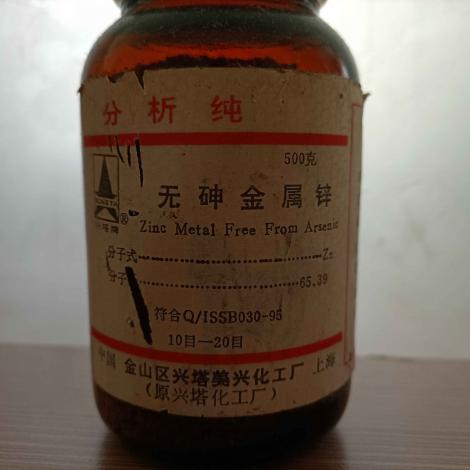 分析纯
500克
无砷金属锌
Zinc Metal Free From Arsenic
分子式……Zn
分子……65.39
符合Q/ISSB030-95
10目—20目
中国 金山区兴塔美兴化工厂 上海
(原兴塔化工厂)